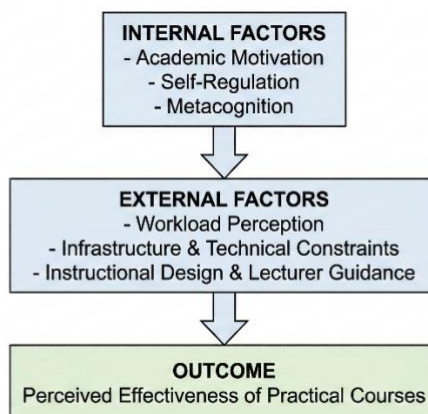 INTERNAL FACTORS
- Academic Motivation
- Self-Regulation
- Metacognition
EXTERNAL FACTORS
- Workload Perception
- Infrastructure & Technical Constraints
- Instructional Design & Lecturer Guidance
OUTCOME
Perceived Effectiveness of Practical Courses